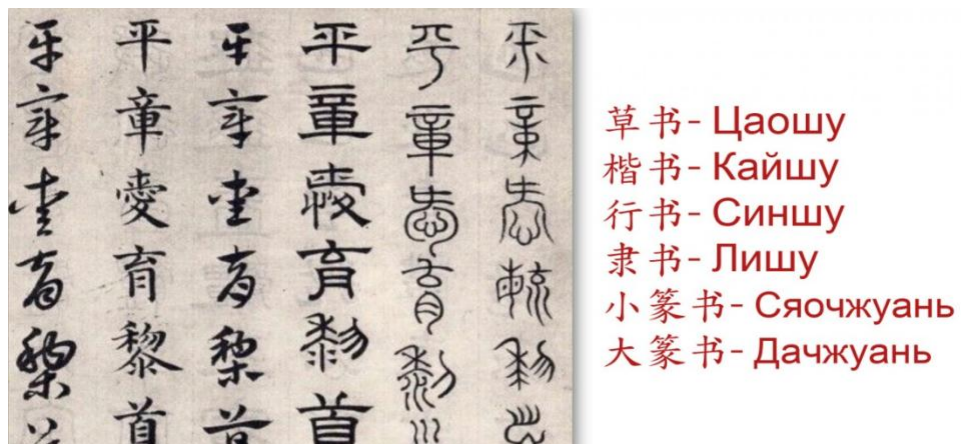 平章愛育黎
平章愛育黎
平章愛育黎首
平章愛育黎
平章愛育黎首
平章愛育黎
草书- Цаошу
楷书- Кайшу
行书- Синшу
隶书- Лишу
小篆书- Сяочжуань
大篆书- Дачжуань